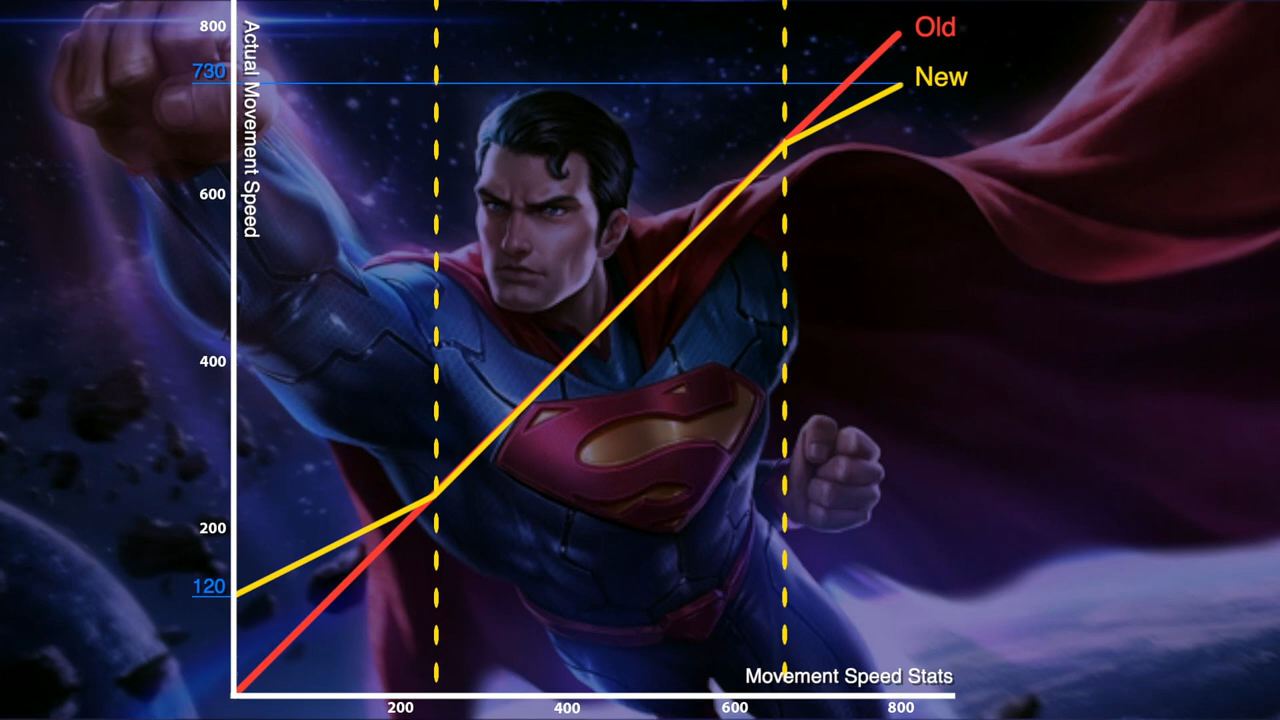 800
Actual Movement Speed
Old
730
New
600
400
200
120
Movement Speed Stats
200
400
600
800